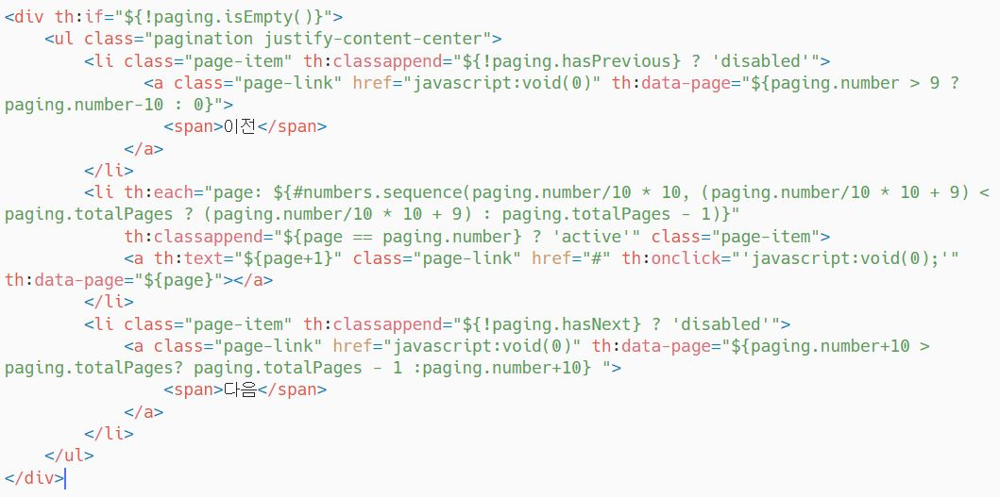 <div th:if="${!paging.isEmpty()}">
    <ul class="pagination justify-content-center">
        <li class="page-item" th:classappend="${!paging.hasPrevious} ? 'disabled'">
              <a class="page-link" href="javascript:void(0)" th:data-page="${paging.number > 9 ?
paging.number-10 : 0}">
                <span>이전</span>
            </a>
        </li>
        <li th:each="page: ${#numbers.sequence(paging.number/10 * 10, (paging.number/10 * 10 + 9) <
paging.totalPages ? (paging.number/10 * 10 + 9) : paging.totalPages - 1)}"
            th:classappend="${page == paging.number} ? 'active'" class="page-item">
            <a th:text="${page+1}" class="page-link" href="#" th:onclick="'javascript:void(0);'"
th:data-page="${page}"></a>
        </li>
        <li class="page-item" th:classappend="${!paging.hasNext} ? 'disabled'">
            <a class="page-link" href="javascript:void(0)" th:data-page="${paging.number+10 >
paging.totalPages? paging.totalPages - 1 :paging.number+10} ">
                <span>다음</span>
            </a>
        </li>
    </ul>
</div>